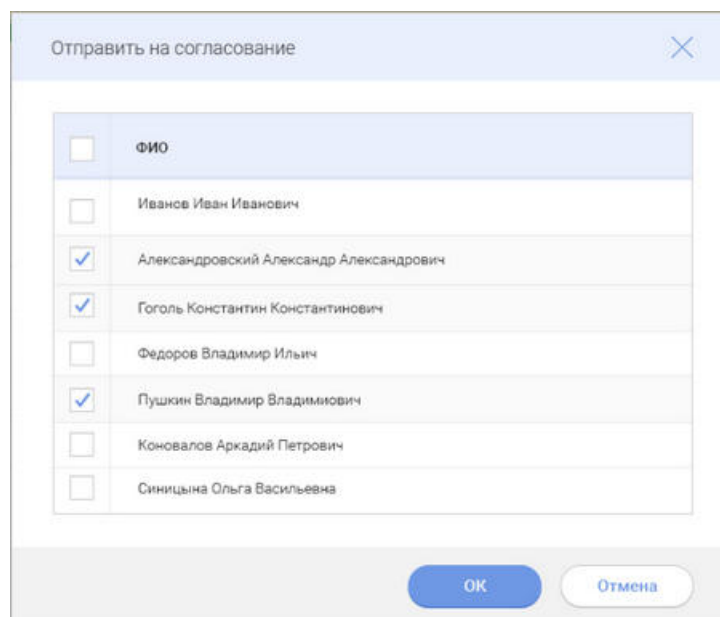 Отправить на согласование
ФИО
Иванов Иван Иванович
Александровский Александр Александрович
Гоголь Константин Константинович
Федоров Владимир Ильич
Пушкин Владимир Владимиович
Коновалов Аркадий Петрович
Синицына Ольга Васильевна
ОК
Отмена